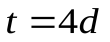 t = 4d